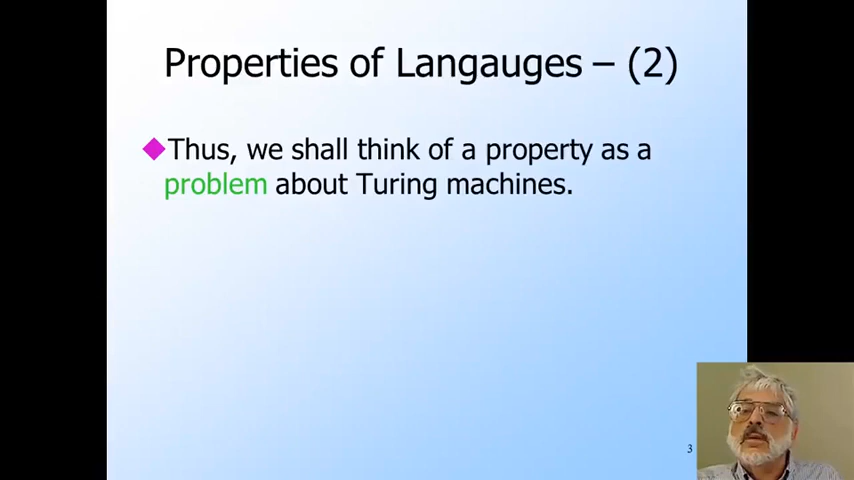 Properties of Langauges – (2)
Thus, we shall think of a property as a
problem about Turing machines.
3